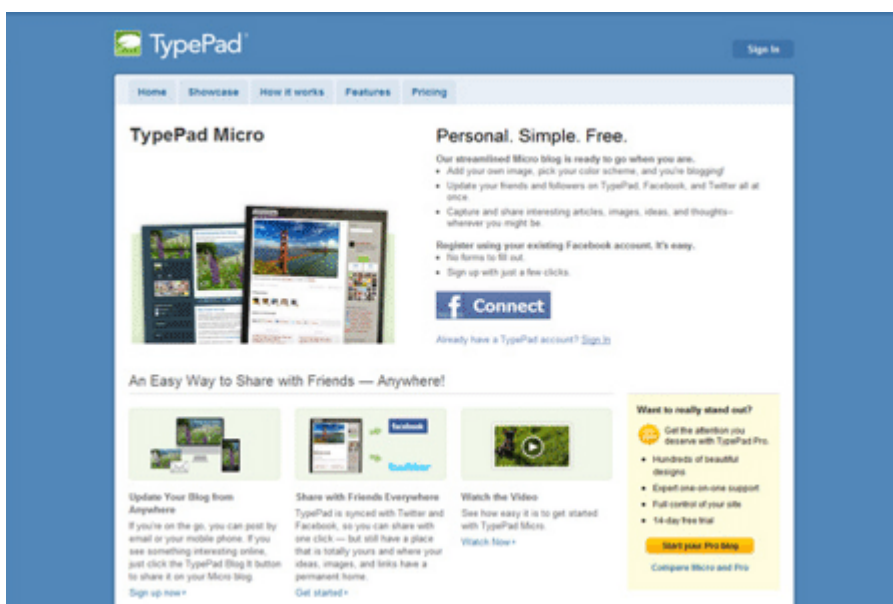 TypePad
Sign In
Home Showcase How it works Features Pricing
TypePad Micro
Personal. Simple. Free.
Our streamlined Micro blog is ready to go when you are.
• Add your own image, pick your color scheme, and you're blogging!
• Update your friends and followers on TypePad, Facebook, and Twitter all at
once.
• Capture and share interesting articles, images, ideas, and thoughts–
wherever you might be.
Register using your existing Facebook account. It's easy.
• No forms to fill out.
• Sign up with just a few clicks.
f Connect
Already have a TypePad account? Sign In
An Easy Way to Share with Friends — Anywhere!
facebook
twitter
Update Your Blog from
Anywhere
If you're on the go, you can post by
email or your mobile phone. If you
see something interesting online,
just click the TypePad Blog It button
to share it on your Micro blog.
Sign up now
Share with Friends Everywhere
TypePad is synced with Twitter and
Facebook, so you can share with
one click — but still have a place
that is totally yours and where your
ideas, images, and links have a
permanent home.
Get started
Watch the Video
See how easy it is to get started
with TypePad Micro.
Watch Now
Want to really stand out?
Get the attention you
deserve with TypePad Pro.
• Hundreds of beautiful
designs
• Expert one-on-one support
• Full control of your site
• 14-day free trial
Start your Pro blog
Compare Micro and Pro